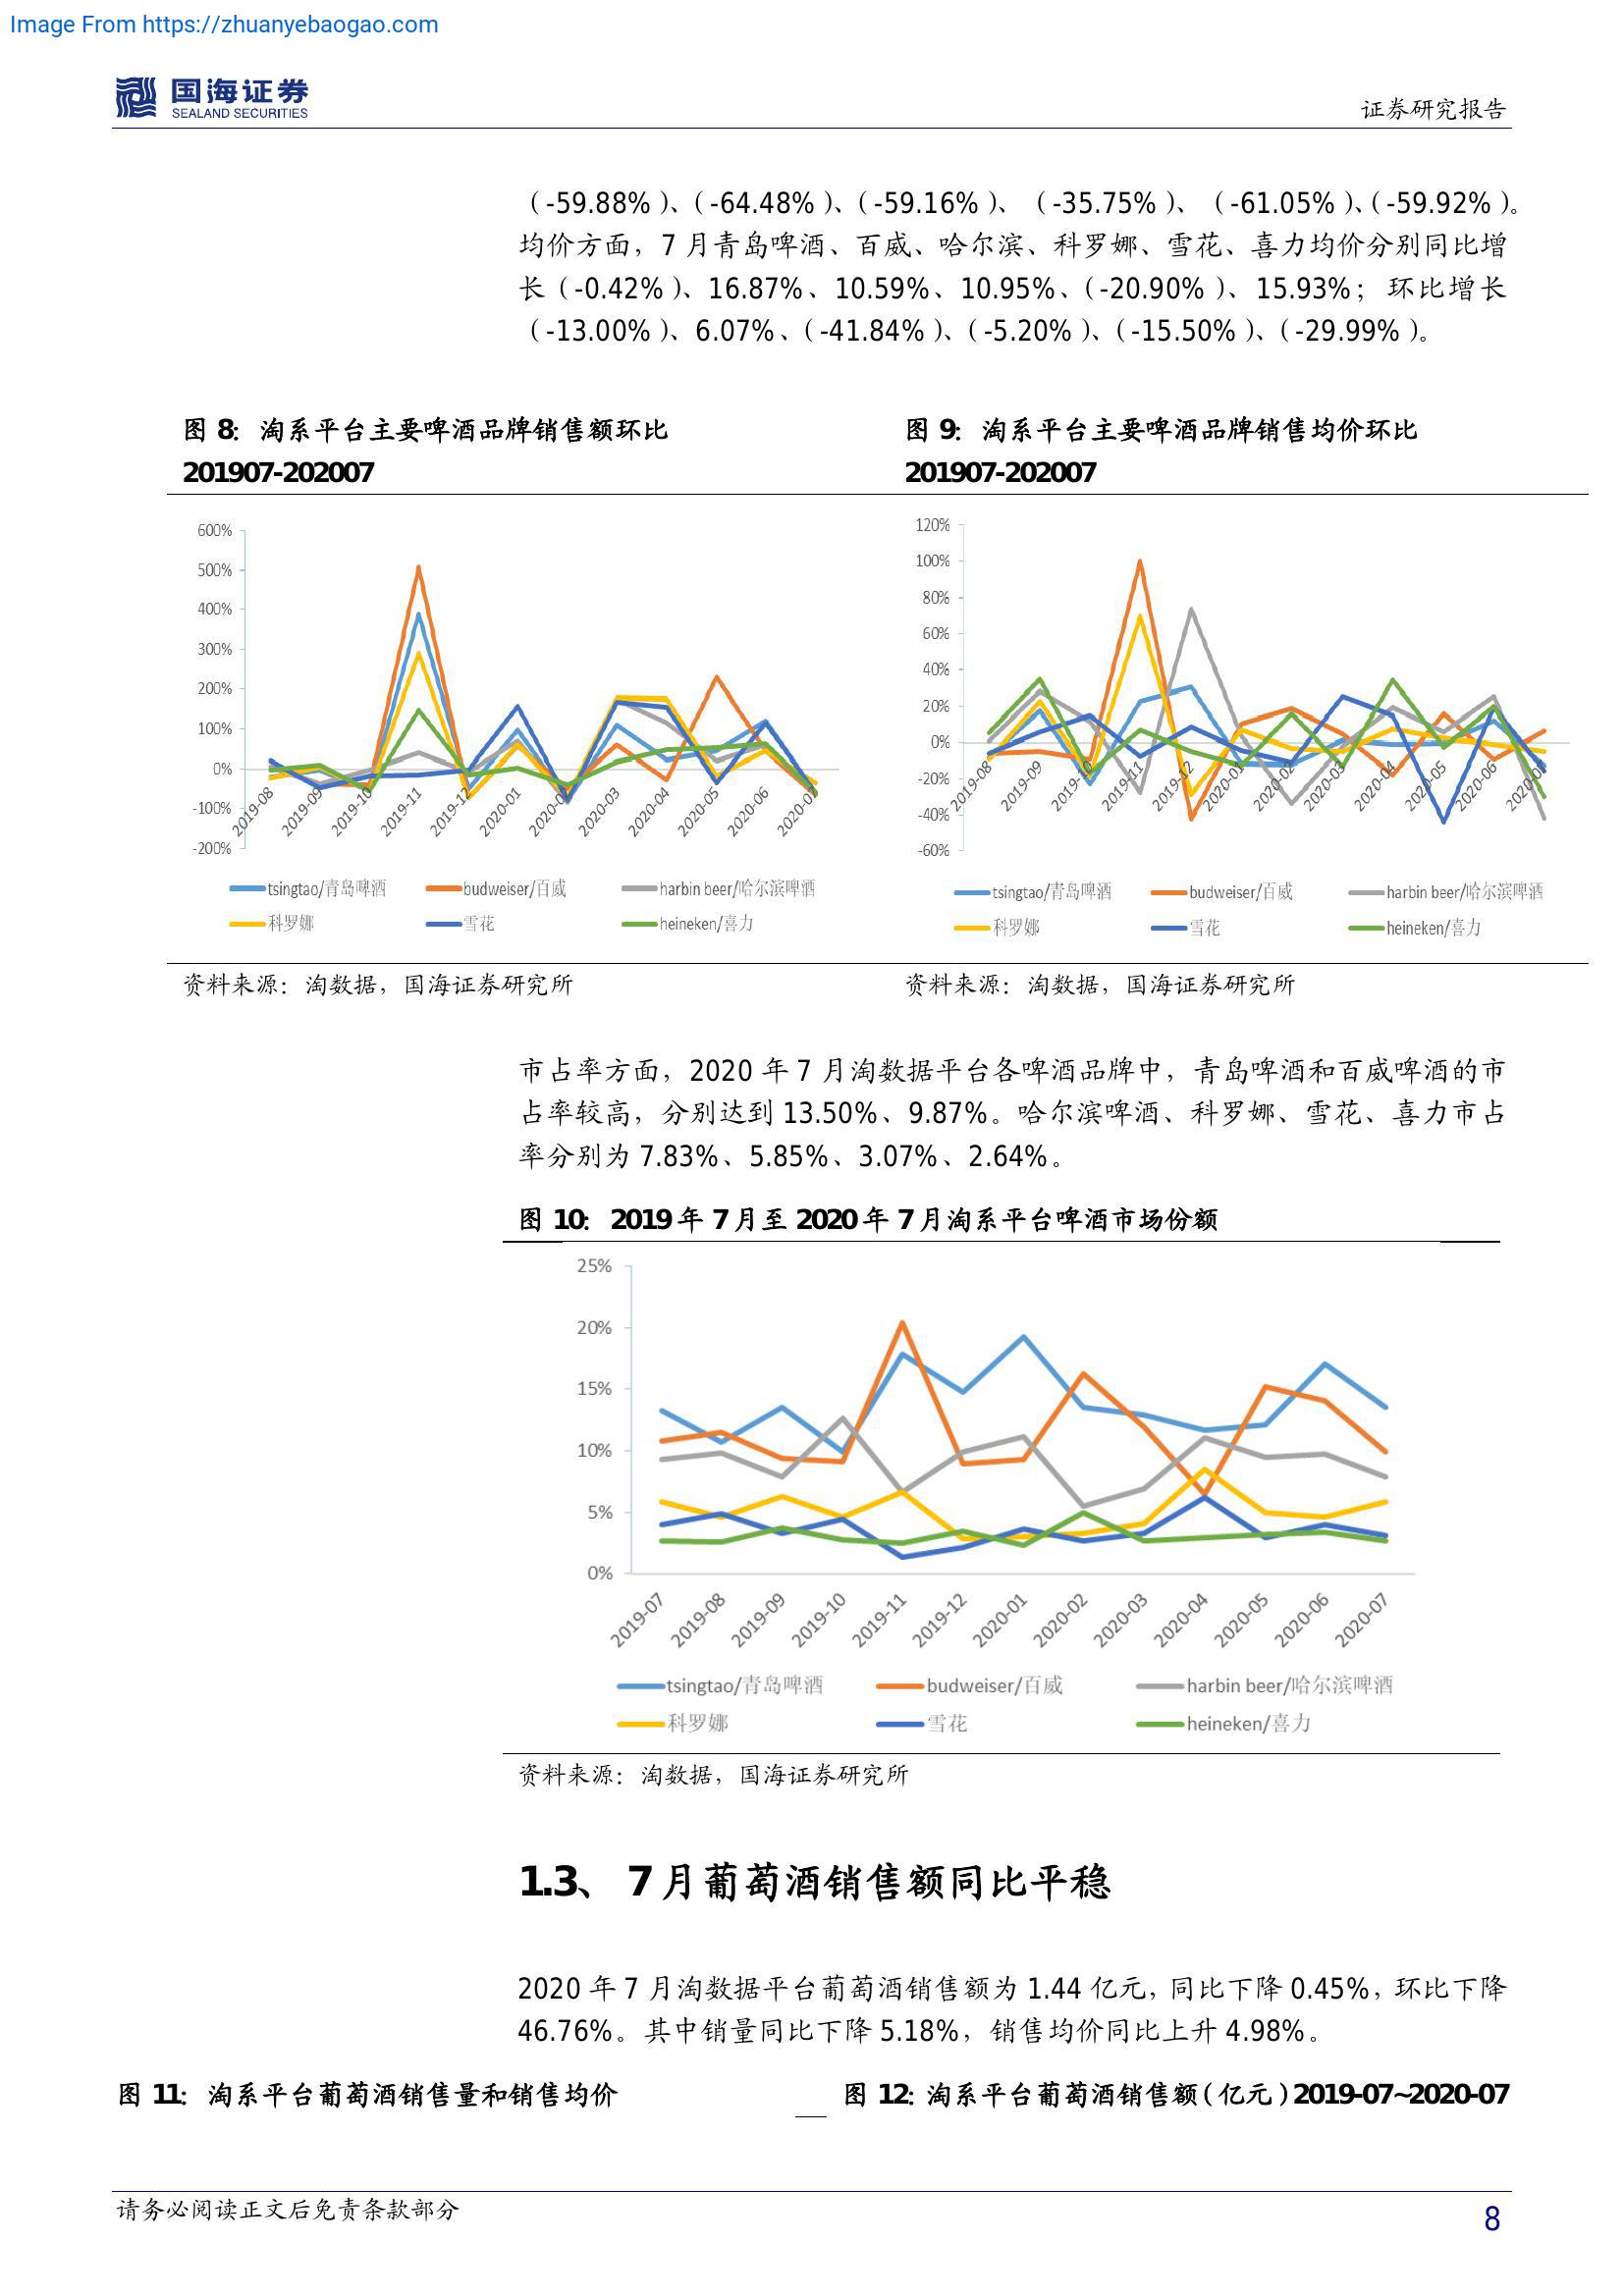 Image From https://zhuanyebaogao.com
国海证券
SEALAND SECURITIES
证券研究报告
（-59.88%）、（-64.48%）、（-59.16%）、（-35.75%）、（-61.05%）、（-59.92%）。
均价方面，7 月青岛啤酒、百威、哈尔滨、科罗娜、雪花、喜力均价分别同比增
长（-0.42%）、16.87%、10.59%、10.95%、（-20.90%）、15.93%；环比增长
（-13.00%）、6.07%、（-41.84%）、（-5.20%）、（-15.50%）、（-29.99%）。
图 8：淘系平台主要啤酒品牌销售额环比
201907-202007
600%
500%
400%
300%
200%
100%
0%
-100%
-200%
2019-08 2019-09 2019-10 2019-11 2019-12 2020-01 2020-02 2020-03 2020-04 2020-05 2020-06 2020-07
tsingtao/青岛啤酒 budweiser/百威 harbin beer/哈尔滨啤酒
科罗娜 雪花 heineken/喜力
资料来源：淘数据，国海证券研究所
图 9：淘系平台主要啤酒品牌销售均价环比
201907-202007
120%
100%
80%
60%
40%
20%
0%
-20%
-40%
-60%
2019-08 2019-09 2019-10 2019-11 2019-12 2020-01 2020-02 2020-03 2020-04 2020-05 2020-06 2020-07
tsingtao/青岛啤酒 budweiser/百威 harbin beer/哈尔滨啤酒
科罗娜 雪花 heineken/喜力
资料来源：淘数据，国海证券研究所
市占率方面，2020 年 7 月淘数据平台各啤酒品牌中，青岛啤酒和百威啤酒的市
占率较高，分别达到 13.50%、9.87%。哈尔滨啤酒、科罗娜、雪花、喜力市占
率分别为 7.83%、5.85%、3.07%、2.64%。
图 10：2019 年 7 月至 2020 年 7 月淘系平台啤酒市场份额
25%
20%
15%
10%
5%
0%
2019-07 2019-08 2019-09 2019-10 2019-11 2019-12 2020-01 2020-02 2020-03 2020-04 2020-05 2020-06 2020-07
tsingtao/青岛啤酒 budweiser/百威 harbin beer/哈尔滨啤酒
科罗娜 雪花 heineken/喜力
资料来源：淘数据，国海证券研究所
1.3、 7 月葡萄酒销售额同比平稳
2020 年 7 月淘数据平台葡萄酒销售额为 1.44 亿元，同比下降 0.45%，环比下降
46.76%。其中销量同比下降 5.18%，销售均价同比上升 4.98%。
图 11：淘系平台葡萄酒销售量和销售均价
图 12：淘系平台葡萄酒销售额（亿元）2019-07~2020-07
请务必阅读正文后免责条款部分
8